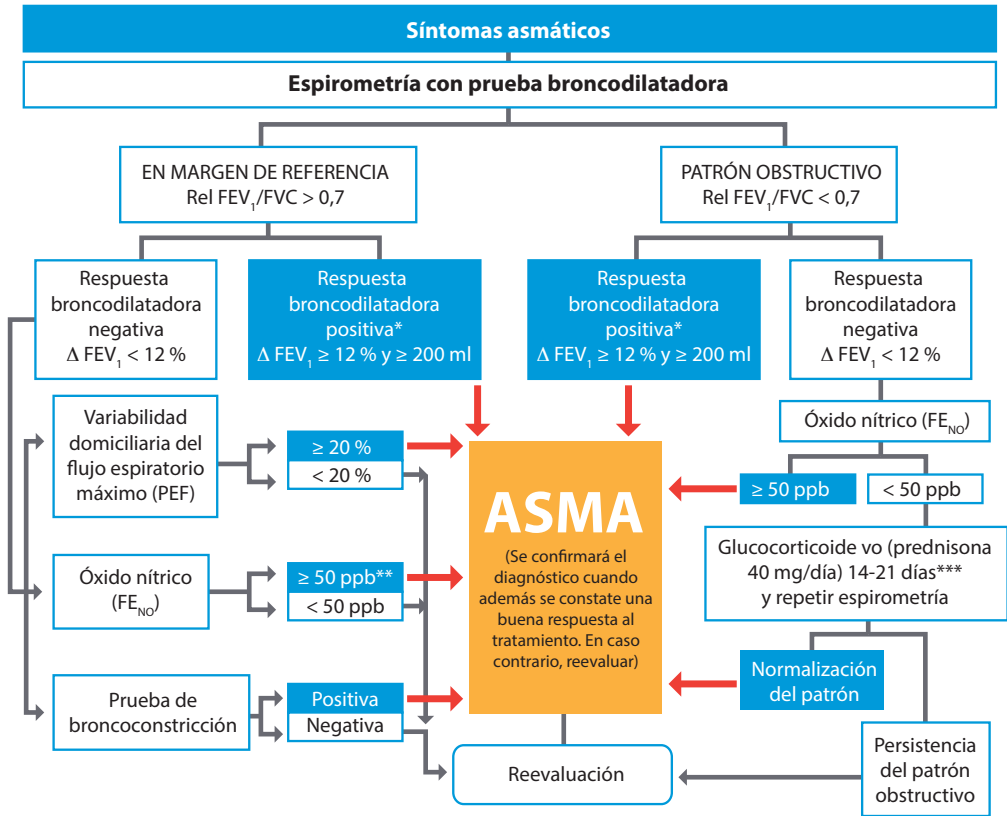 Síntomas asmáticos
Espirometría con prueba broncodilatadora
EN MARGEN DE REFERENCIA
Rel FEV₁/FVC > 0,7
PATRÓN OBSTRUCTIVO
Rel FEV₁/FVC < 0,7
Respuesta
broncodilatadora
negativa
Δ FEV₁ < 12 %
Respuesta
broncodilatadora
positiva*
Δ FEV₁ ≥ 12 % y ≥ 200 ml
Respuesta
broncodilatadora
positiva*
Δ FEV₁ ≥ 12 % y ≥ 200 ml
Respuesta
broncodilatadora
negativa
Δ FEV₁ < 12 %
Variabilidad
domiciliaria del
flujo espiratorio
máximo (PEF)
≥ 20 %
< 20 %
Óxido nítrico
(FE_NO)
≥ 50 ppb**
< 50 ppb
Prueba de
broncoconstricción
Positiva
Negativa
ASMA
(Se confirmará el
diagnóstico cuando
además se constate una
buena respuesta al
tratamiento. En caso
contrario, reevaluar)
Reevaluación
Óxido nítrico (FE_NO)
≥ 50 ppb
< 50 ppb
Glucocorticoide vo (prednisona
40 mg/día) 14-21 días***
y repetir espirometría
Normalización
del patrón
Persistencia
del patrón
obstructivo